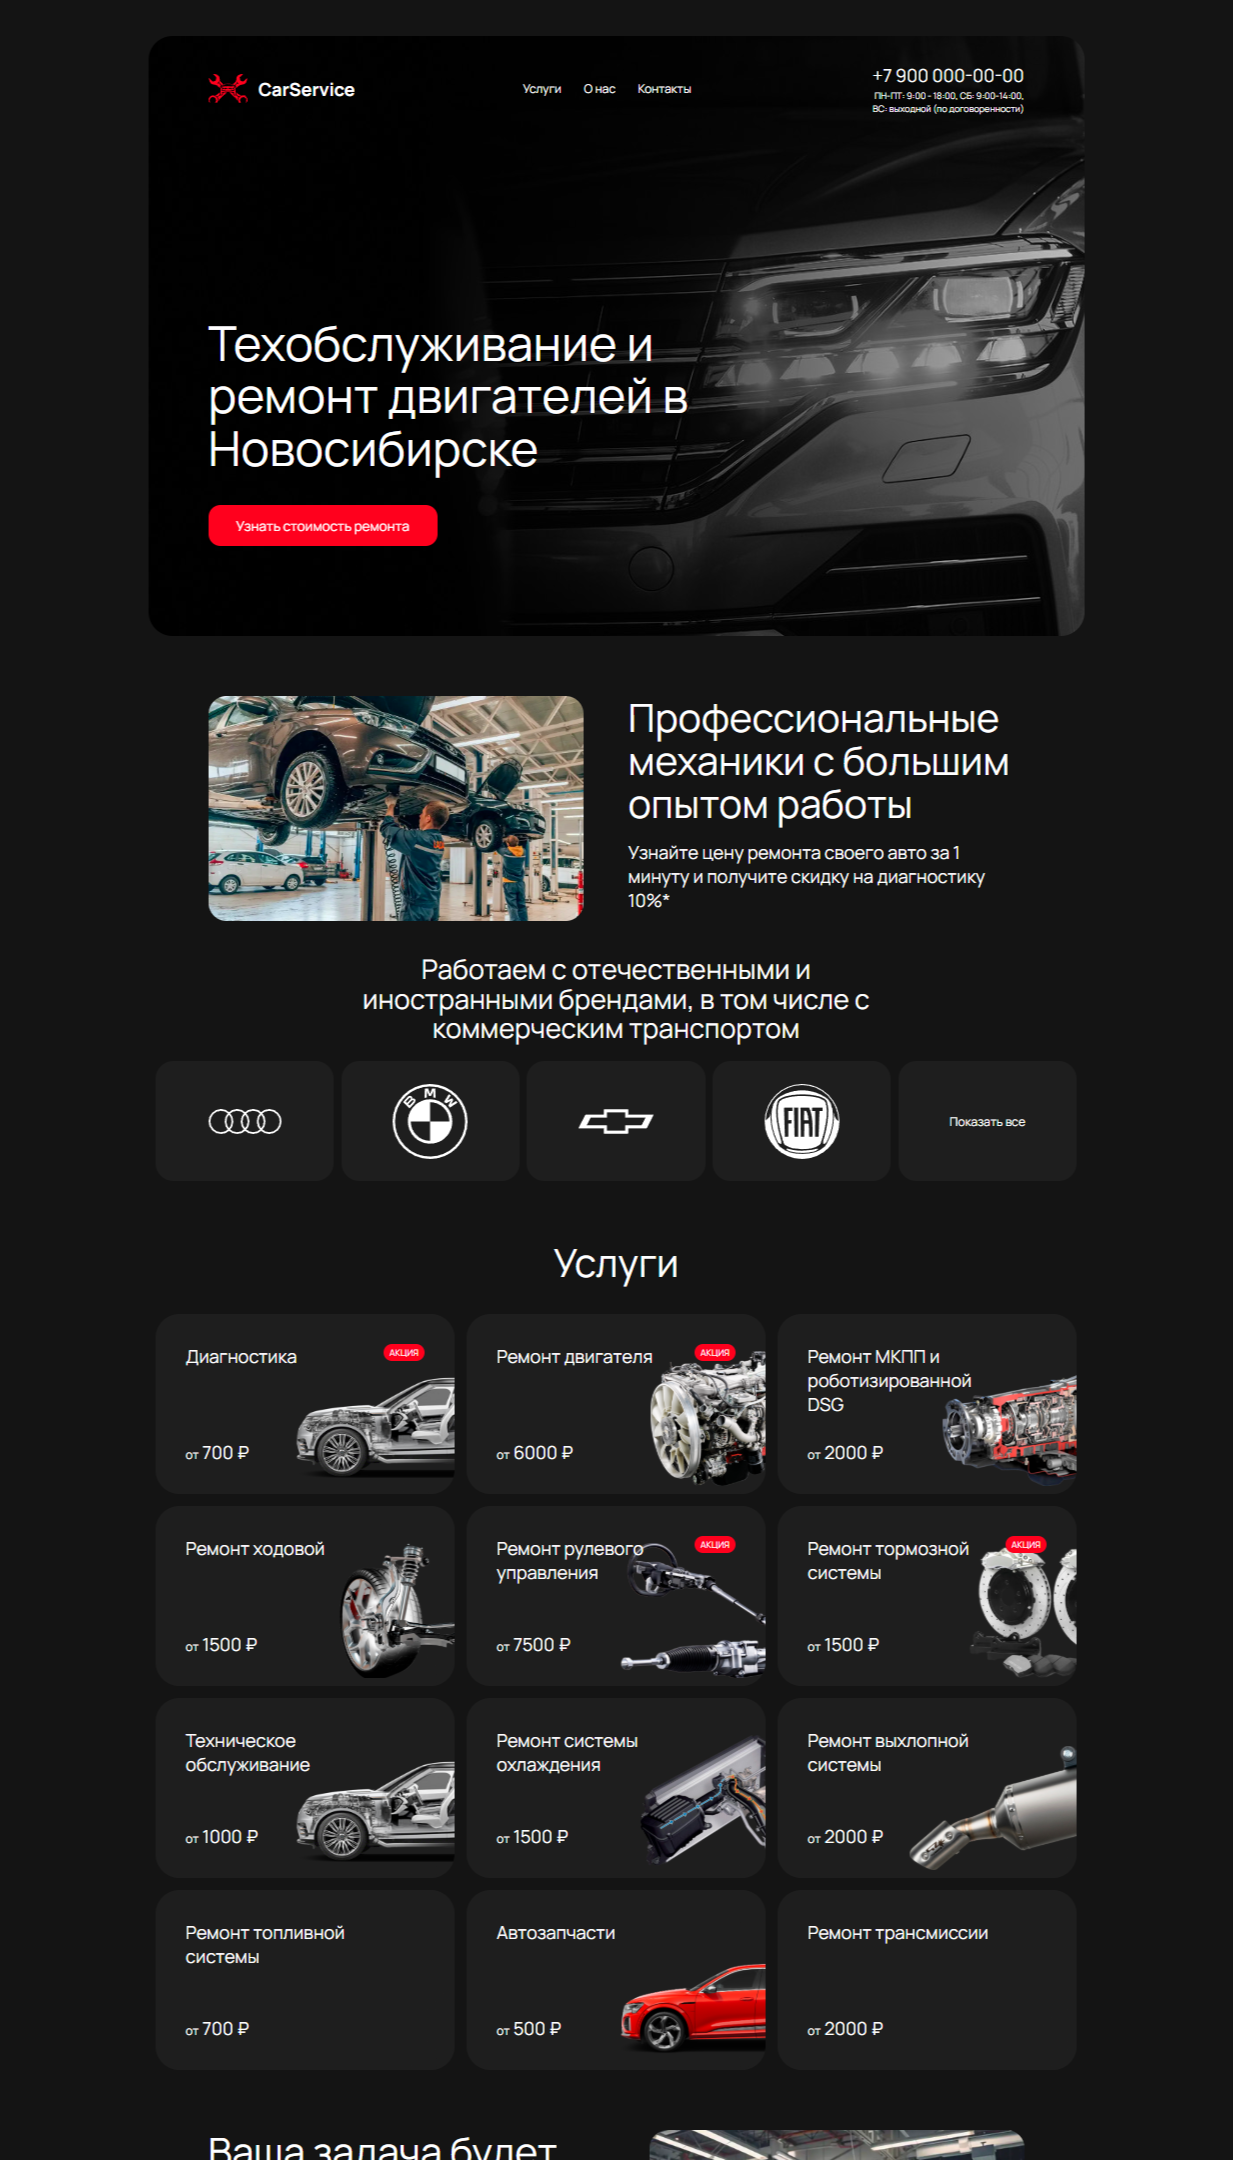 CarService
Услуги
О нас
Контакты
+7 900 000-00-00
ПН-ПТ: 9:00 - 18:00, СБ: 9:00-14:00,
ВС: выходной (по договоренности)
Техобслуживание и
ремонт двигателей в
Новосибирске
Узнать стоимость ремонта
Профессиональные
механики с большим
опытом работы
Узнайте цену ремонта своего авто за 1
минуту и получите скидку на диагностику
10%*
Работаем с отечественными и
иностранными брендами, в том числе с
коммерческим транспортом
BMW
FIAT
Показать все
Услуги
Диагностика
АКЦИЯ
от 700 ₽
Ремонт двигателя
АКЦИЯ
от 6000 ₽
Ремонт МКПП и
роботизированной
DSG
от 2000 ₽
Ремонт ходовой
от 1500 ₽
Ремонт рулевого
управления
АКЦИЯ
от 7500 ₽
Ремонт тормозной
системы
АКЦИЯ
от 1500 ₽
Техническое
обслуживание
от 1000 ₽
Ремонт системы
охлаждения
от 1500 ₽
Ремонт выхлопной
системы
от 2000 ₽
Ремонт топливной
системы
от 700 ₽
Автозапчасти
от 500 ₽
Ремонт трансмиссии
от 2000 ₽
Ваша задача будет